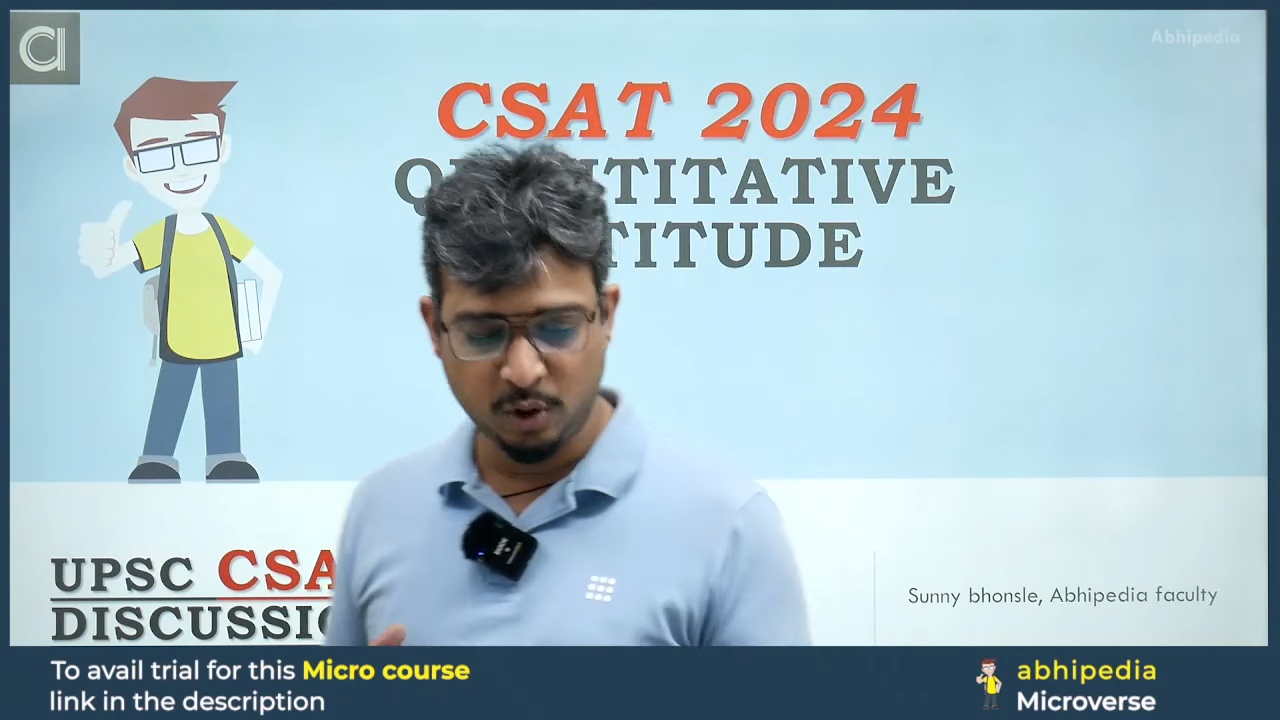 Abhipedia
CSAT 2024
TITATIVE
TITUDE
UPSC CSA
DISCUSSI
Sunny bhonsle, Abhipedia faculty
To avail trial for this Micro course
link in the description
abhipedia
Microverse